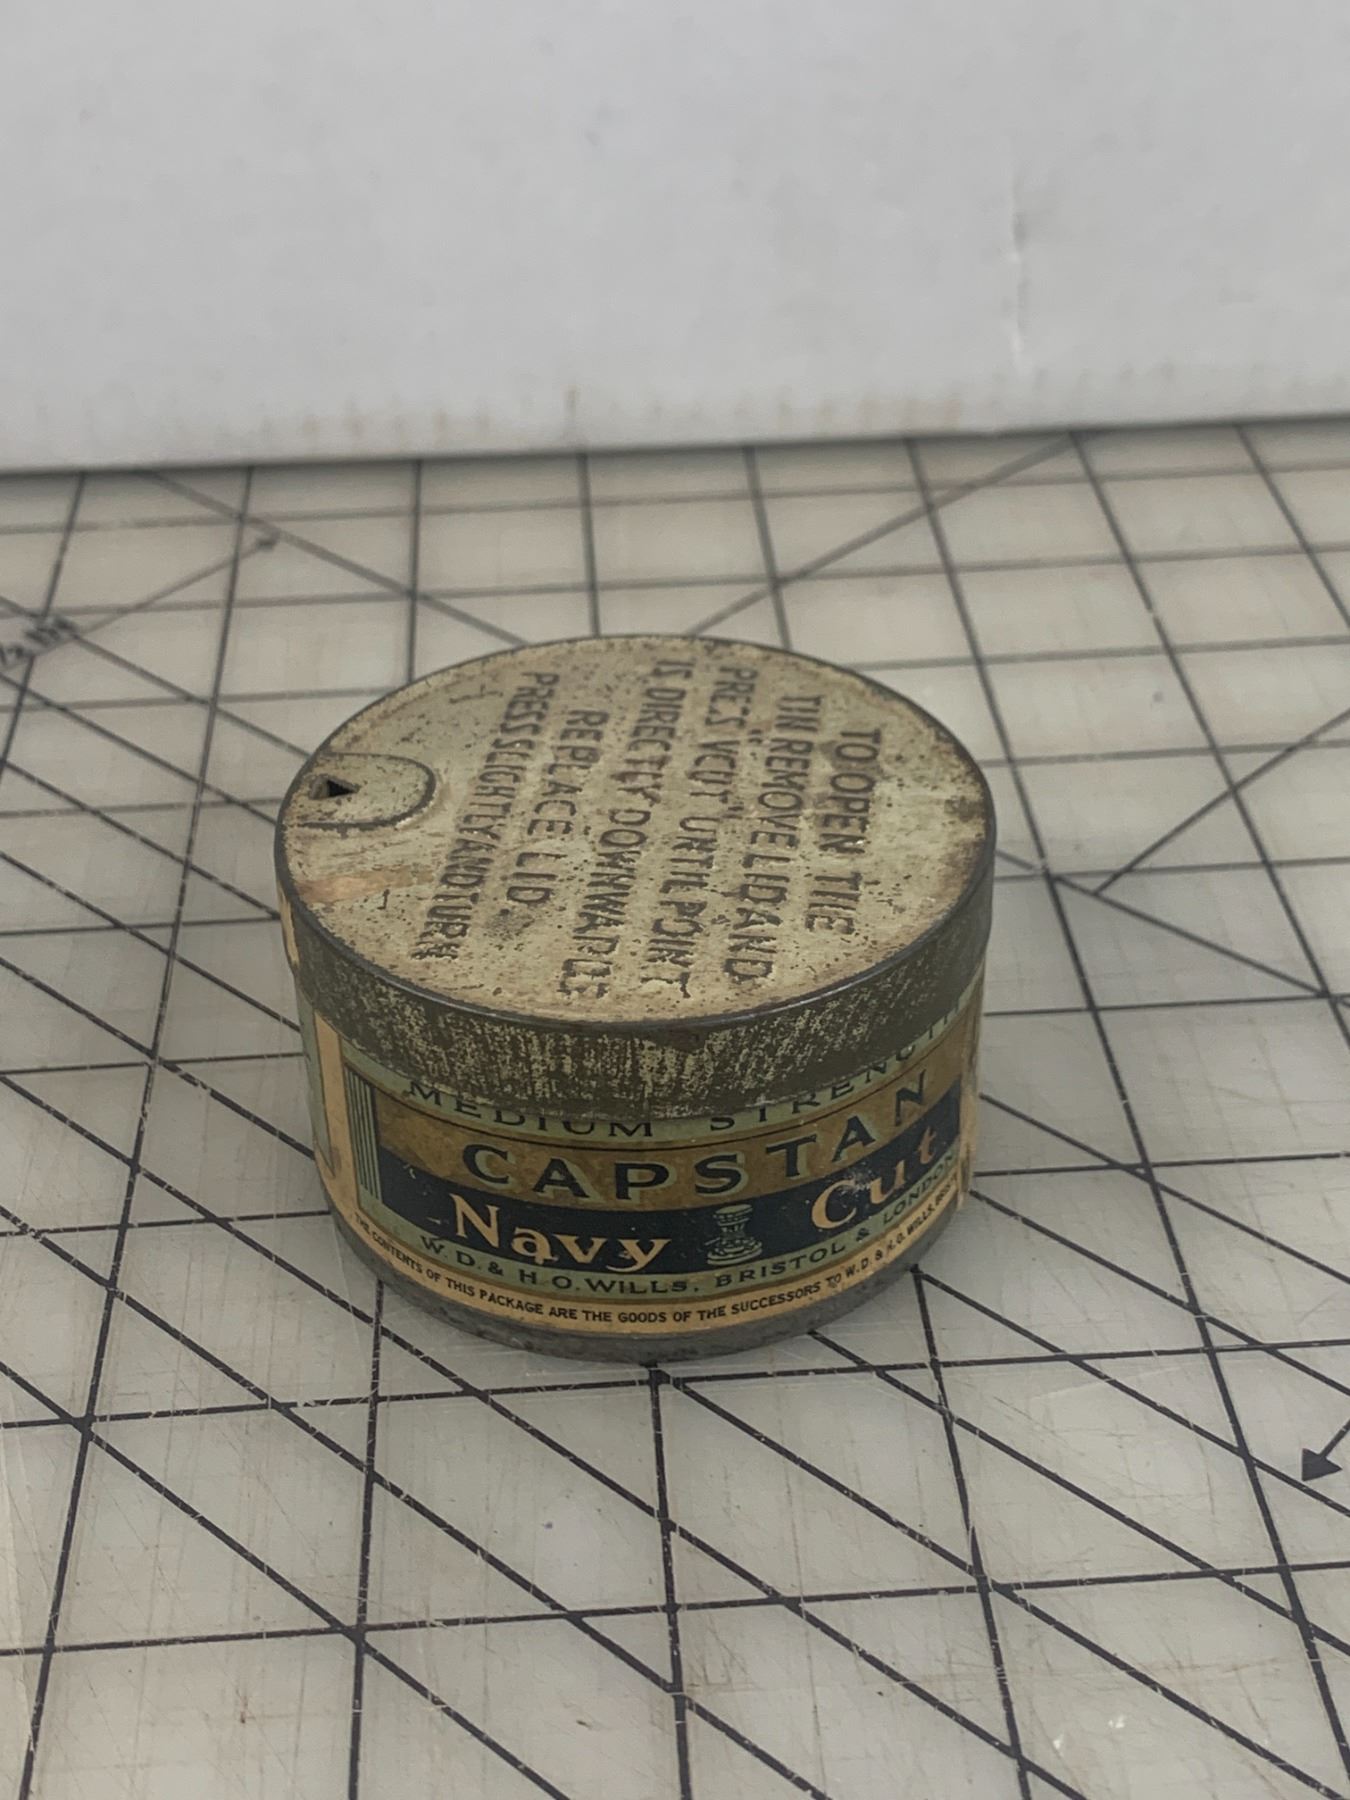 TO OPEN THE
TIN REMOVE LID AND
PRESS "V CUT" UNTIL POINT
IS DIRECTLY DOWNWARDS
REPLACE LID
PRESS SLIGHTLY AND TURN
MEDIUM STRENGTH
CAPSTAN
Navy Cut
W.D. & H.O. WILLS, BRISTOL & LONDON
THE CONTENTS OF THIS PACKAGE ARE THE GOODS OF THE SUCCESSORS TO W.D. & H.O. WILLS,